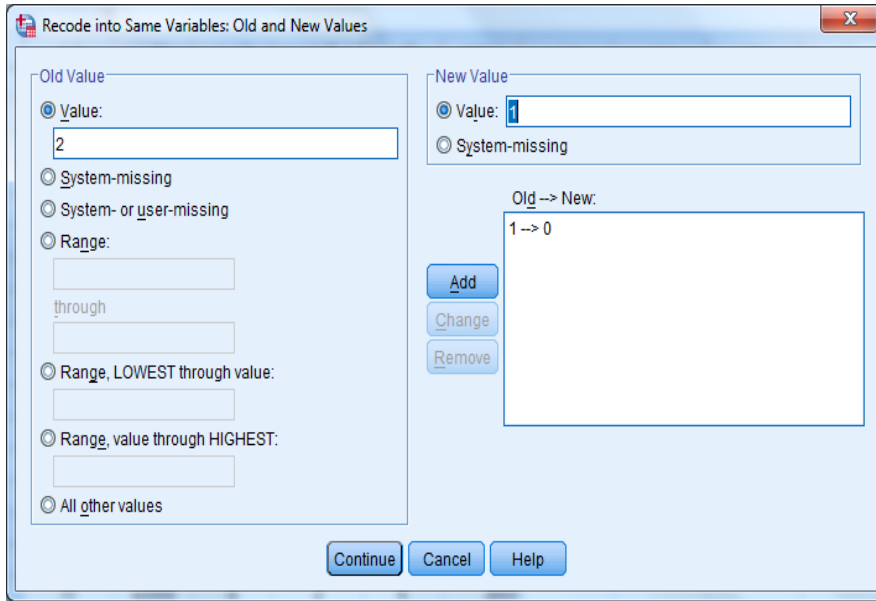 Recode into Same Variables: Old and New Values
Old Value
Value:
2
System-missing
System- or user-missing
Range:
through
Range, LOWEST through value:
Range, value through HIGHEST:
All other values
New Value
Value: 1
System-missing
Old --> New:
1 --> 0
Add
Change
Remove
Continue Cancel Help